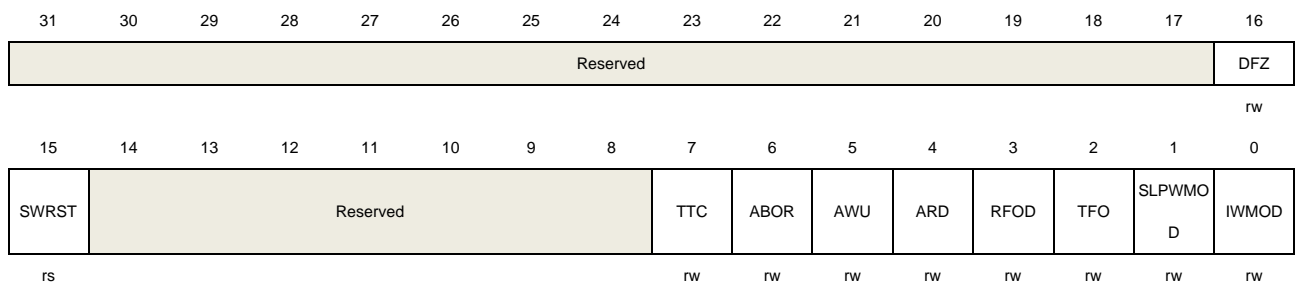 31 30 29 28 27 26 25 24 23 22 21 20 19 18 17 16
Reserved DFZ
rw
15 14 13 12 11 10 9 8 7 6 5 4 3 2 1 0
SWRST Reserved TTC ABOR AWU ARD RFOD TFO SLPWMO IWMOD
D
rs rw rw rw rw rw rw rw rw